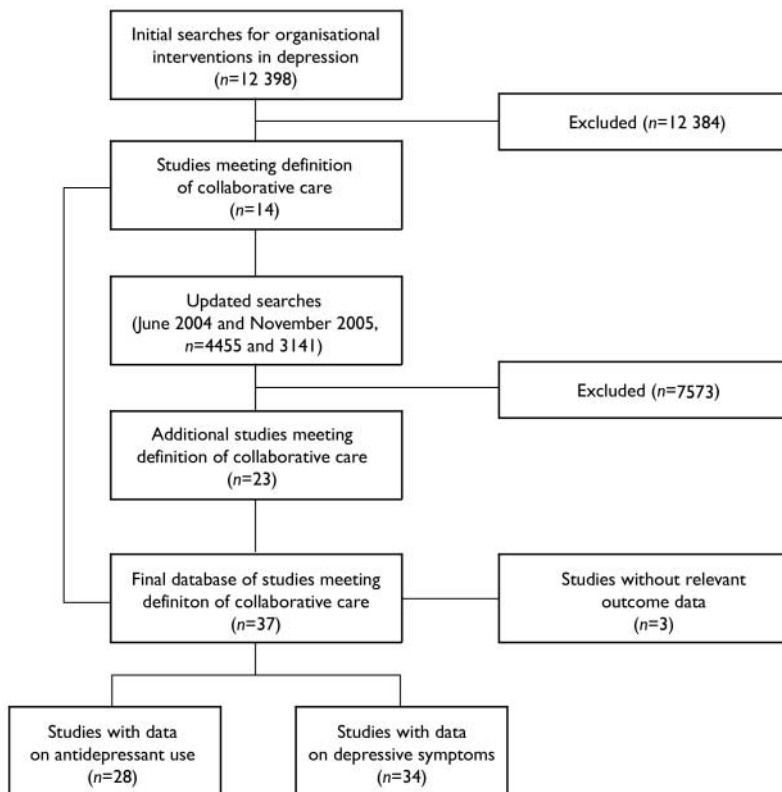 Initial searches for organisational
interventions in depression
(n=12 398)
Excluded (n=12 384)
Studies meeting definition
of collaborative care
(n=14)
Updated searches
(June 2004 and November 2005,
n=4455 and 3141)
Excluded (n=7573)
Additional studies meeting
definition of collaborative care
(n=23)
Final database of studies meeting
definiton of collaborative care
(n=37)
Studies without relevant
outcome data
(n=3)
Studies with data
on antidepressant use
(n=28)
Studies with data
on depressive symptoms
(n=34)